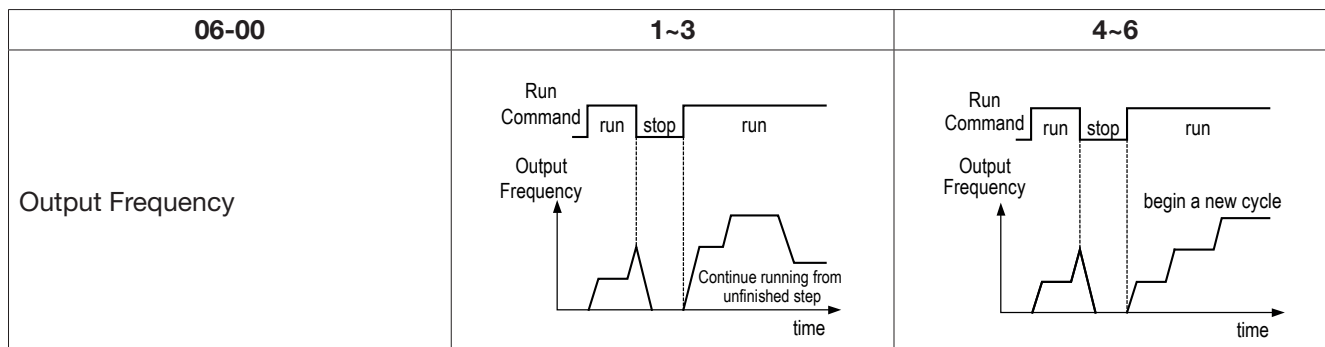 06-00
1~3
4~6
Output Frequency
Run
Command
run
stop
run
Output
Frequency
Continue running from
unfinished step
time
Run
Command
run
stop
run
Output
Frequency
begin a new cycle
time